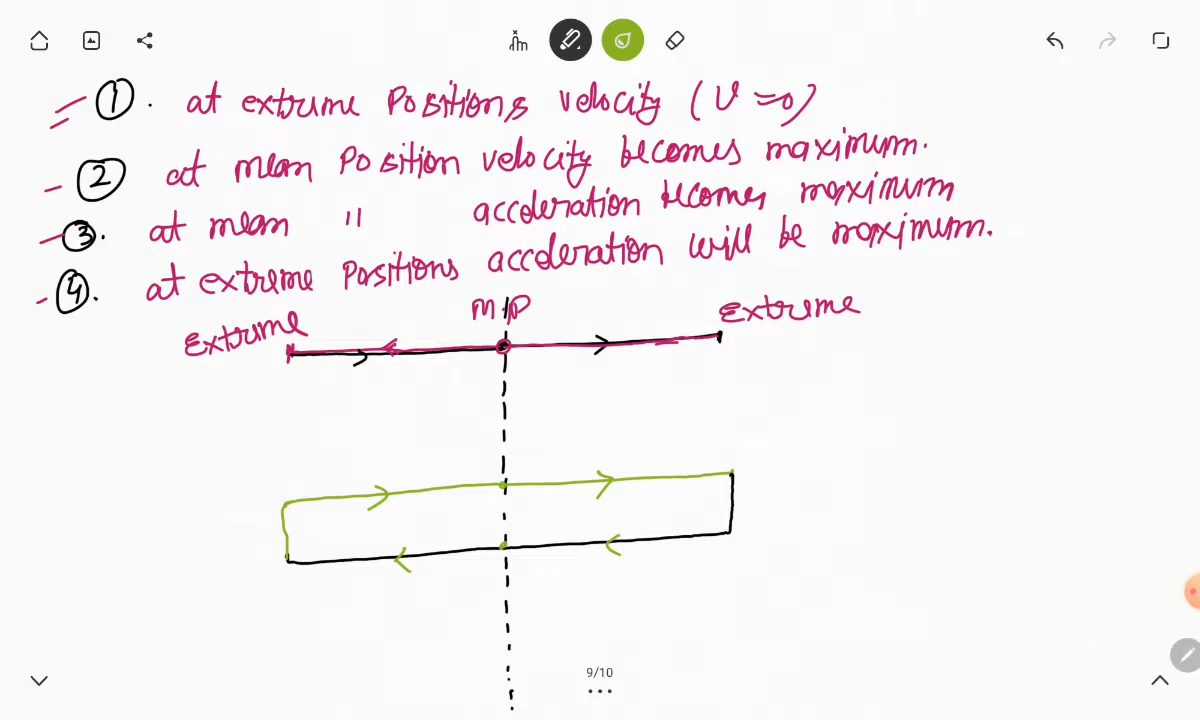 ① . at extreme Positions velocity (V=0)
② at mean Position velocity becomes maximum.
③. at mean " acceleration becomes maximum
④. at extreme Positions acceleration will be maximum.
M.P
Extreme
Extreme
9/10